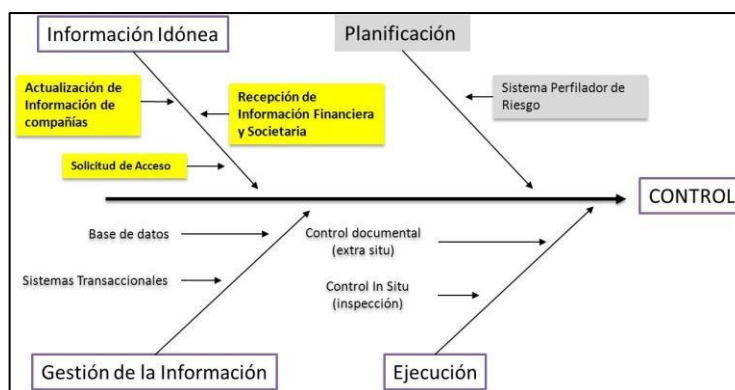 Información Idónea
Planificación
Actualización de
Información de
compañías
Recepción de
Información Financiera
y Societaria
Sistema Perfilador de
Riesgo
Solicitud de Acceso
CONTROL
Base de datos
Control documental
(extra situ)
Sistemas Transaccionales
Control In Situ
(inspección)
Gestión de la Información
Ejecución